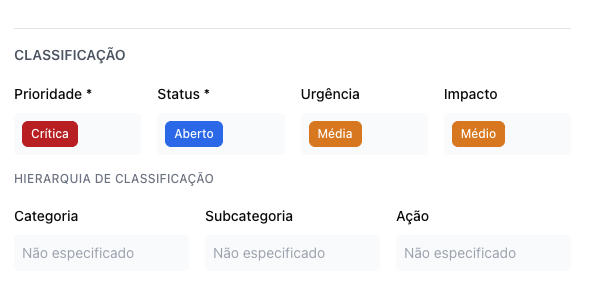 CLASSIFICAÇÃO
Prioridade * Status * Urgência Impacto
Crítica Aberto Média Médio
HIERARQUIA DE CLASSIFICAÇÃO
Categoria Subcategoria Ação
Não especificado Não especificado Não especificado